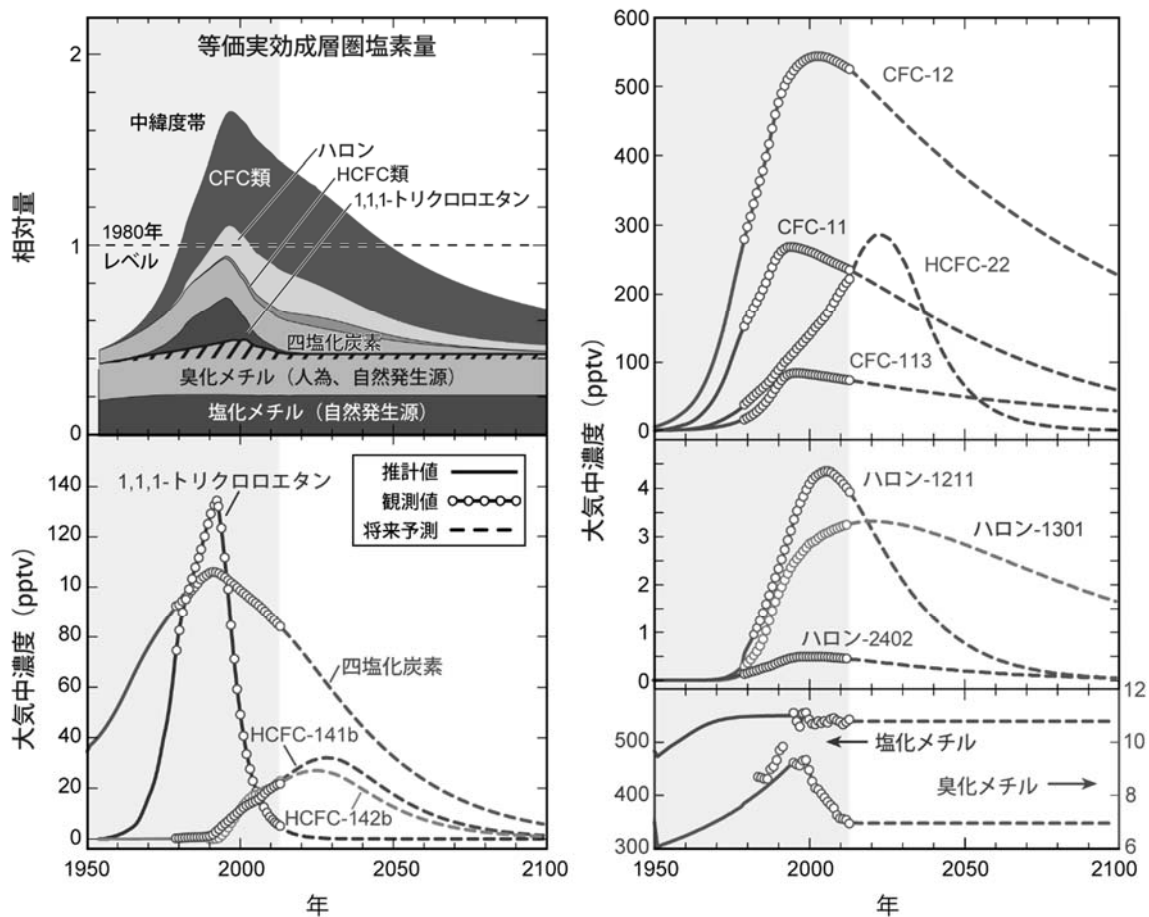 等価実効成層圏塩素量
2
1
0
相対量
中緯度帯
1980年
レベル
CFC類
ハロン
HCFC類
1,1,1-トリクロロエタン
四塩化炭素
臭化メチル（人為、自然発生源）
塩化メチル（自然発生源）
140
120
100
80
60
40
20
0
大気中濃度（pptv）
1,1,1-トリクロロエタン
推計値
観測値
将来予測
四塩化炭素
HCFC-141b
HCFC-142b
1950
2000
2050
2100
年
600
500
400
300
200
100
0
CFC-12
CFC-11
HCFC-22
CFC-113
大気中濃度（pptv）
4
3
2
1
0
ハロン-1211
ハロン-1301
ハロン-2402
500
400
300
12
10
8
6
塩化メチル
臭化メチル
1950
2000
2050
2100
年